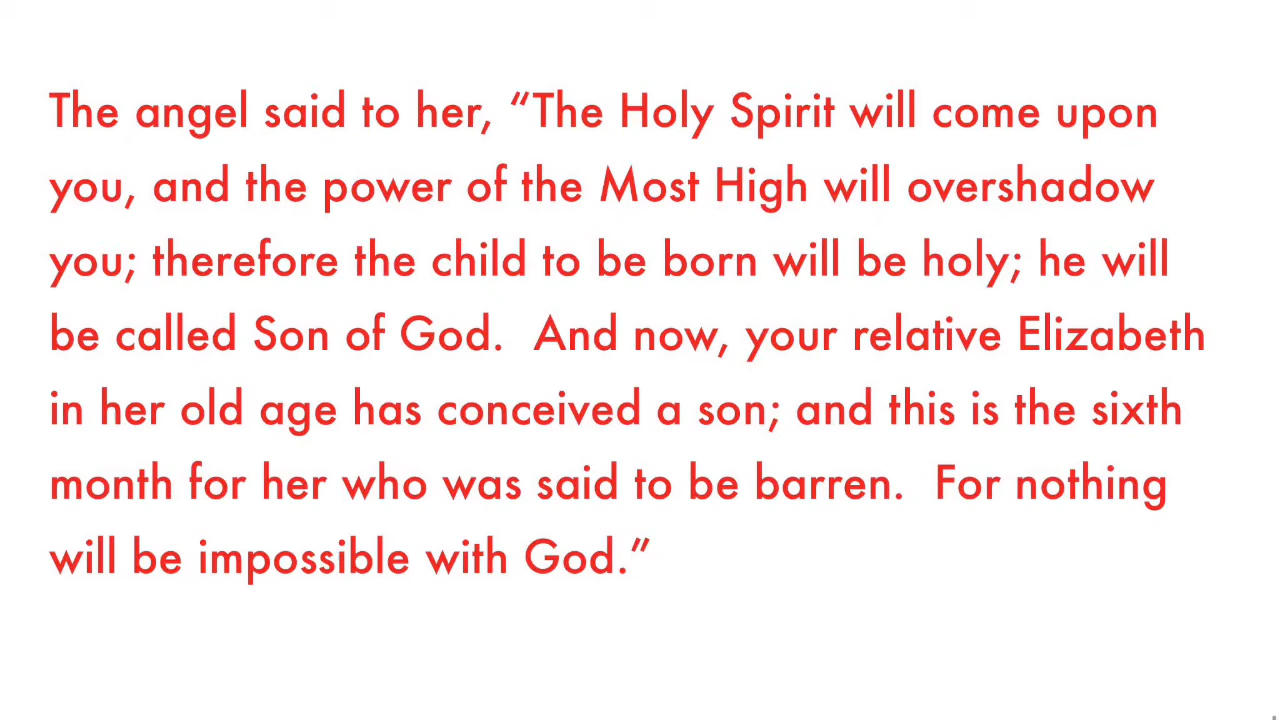 The angel said to her, “The Holy Spirit will come upon
you, and the power of the Most High will overshadow
you; therefore the child to be born will be holy; he will
be called Son of God.  And now, your relative Elizabeth
in her old age has conceived a son; and this is the sixth
month for her who was said to be barren.  For nothing
will be impossible with God.”